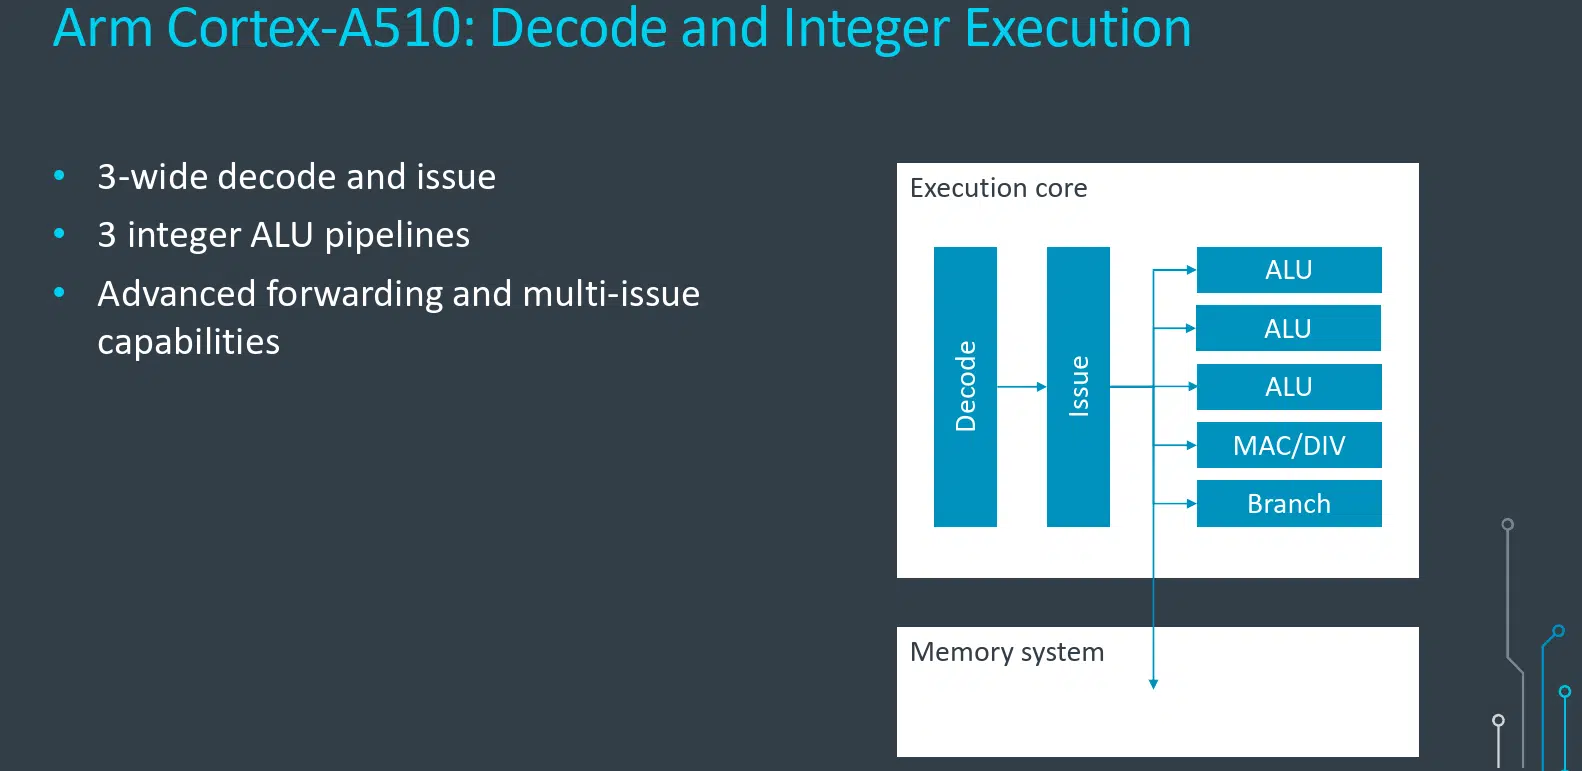 Arm Cortex-A510: Decode and Integer Execution
• 3-wide decode and issue
• 3 integer ALU pipelines
• Advanced forwarding and multi-issue
capabilities
Execution core
Decode
Issue
ALU
ALU
ALU
MAC/DIV
Branch
Memory system